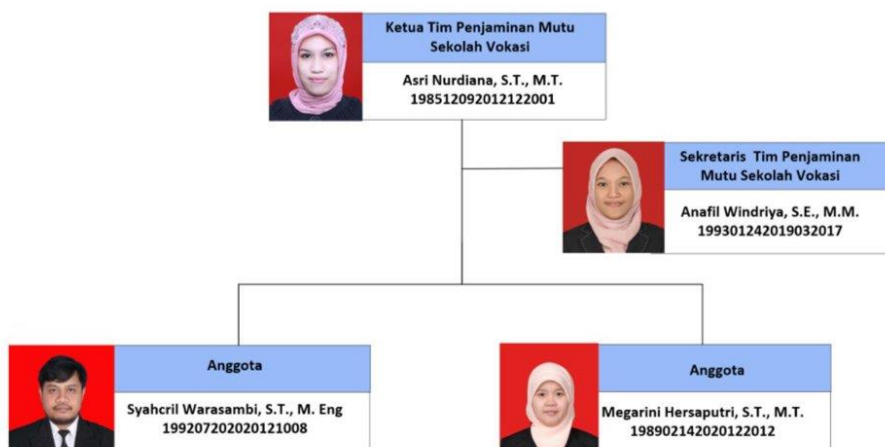 Ketua Tim Penjaminan Mutu
Sekolah Vokasi
Asri Nurdiana, S.T., M.T.
198512092012122001
Sekretaris Tim Penjaminan
Mutu Sekolah Vokasi
Anafil Windriya, S.E., M.M.
199301242019032017
Anggota
Syahcril Warasambi, S.T., M. Eng
199207202020121008
Anggota
Megarini Hersaputri, S.T., M.T.
198902142020122012